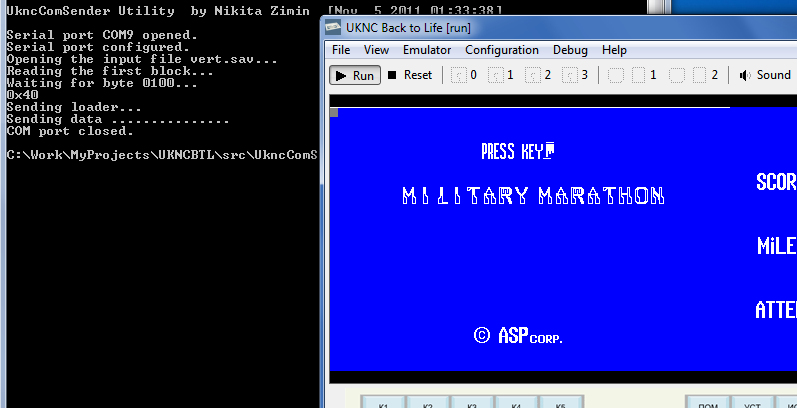 UkncComSender Utility  by Nikita Zimin  [Nov  5 2011 01:33:38]
Serial port COM9 opened.
Serial port configured.
Opening the input file vert.sav...
Reading the first block...
Waiting for byte 0100...
0x40
Sending loader...
Sending data ...............
COM port closed.
C:\Work\MyProjects\UKNCBTL\src\UkncComS
UKNC Back to Life [run]
File View Emulator Configuration Debug Help
Run Reset 0 1 2 3 1 2 Sound
PRESS KEY!
MILITARY MARATHON
SCOR
MiLE
ATTE
© ASP CORP.
К1 К2 К3 К4 К5 ПОМ УСТ ИС